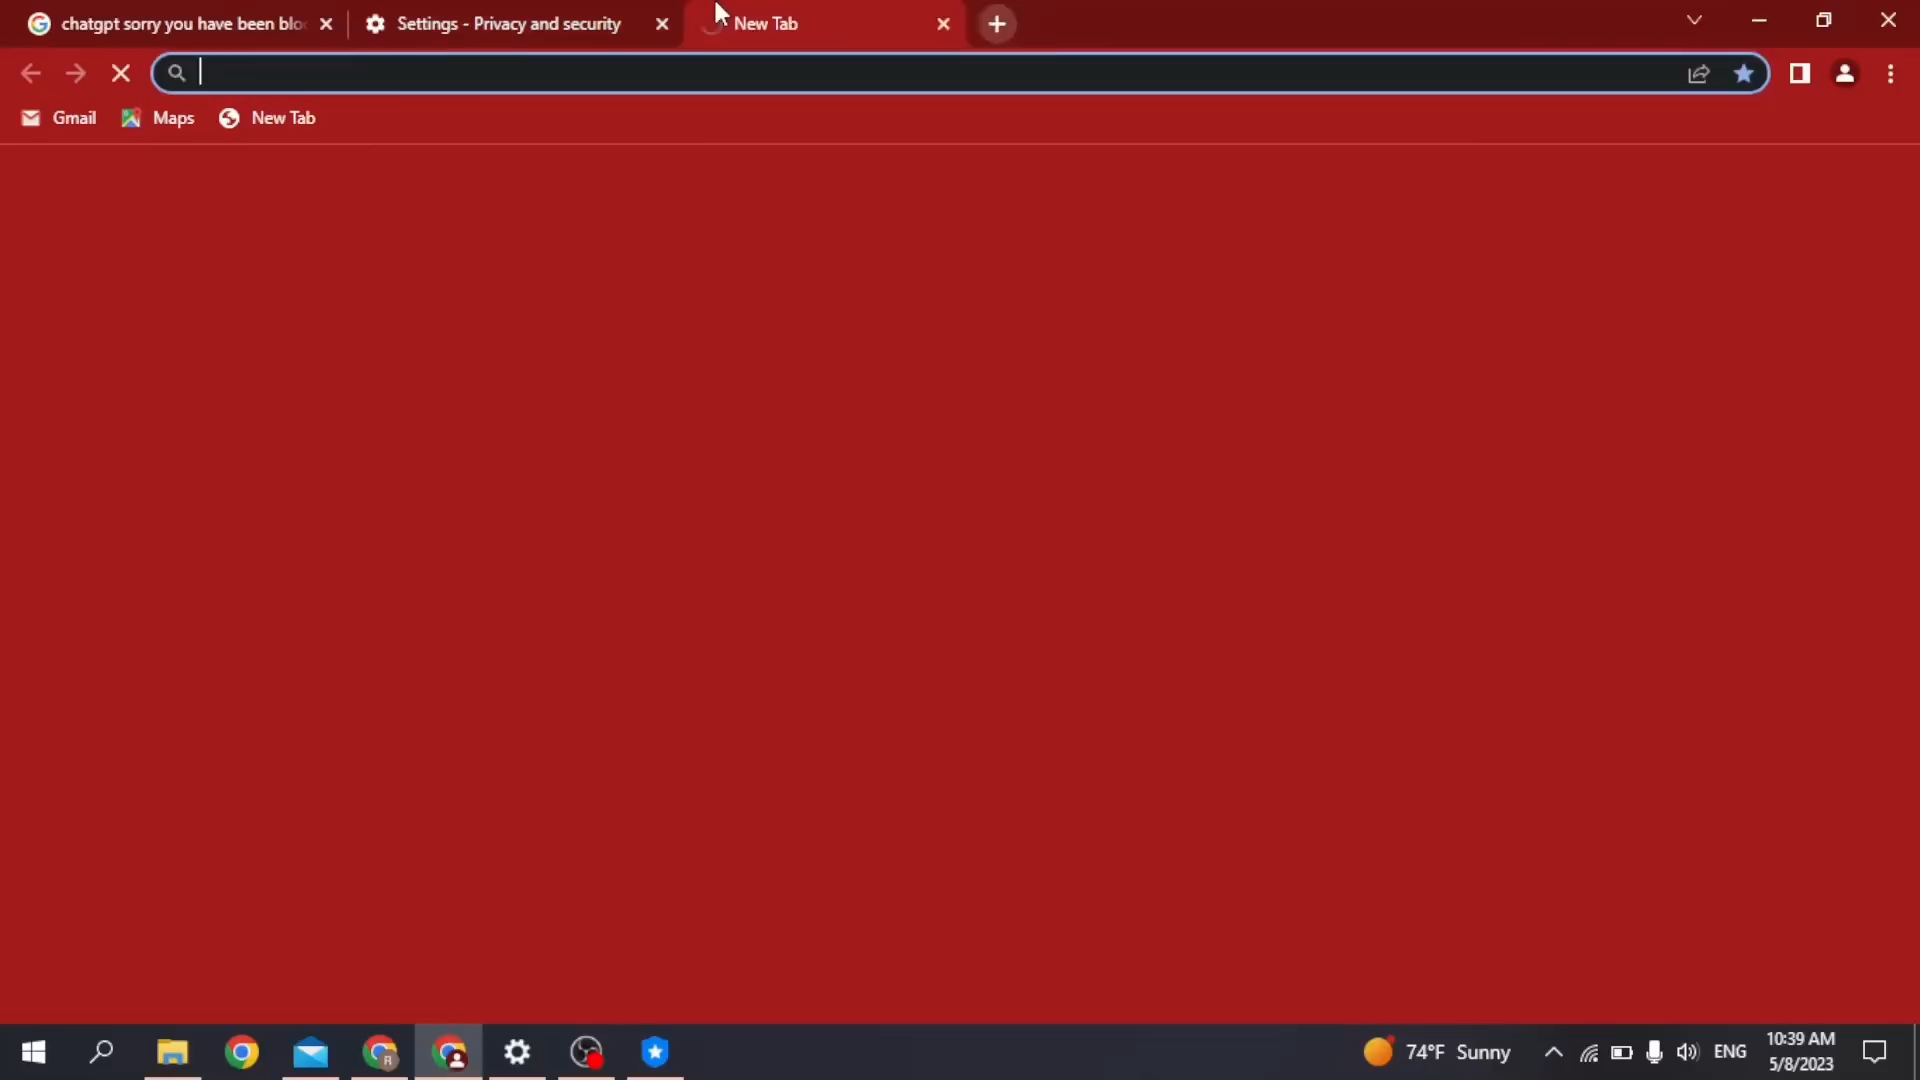 chatgpt sorry you have been blo
Settings - Privacy and security
New Tab
Gmail
Maps
New Tab
R
74°F Sunny
ENG
10:39 AM
5/8/2023